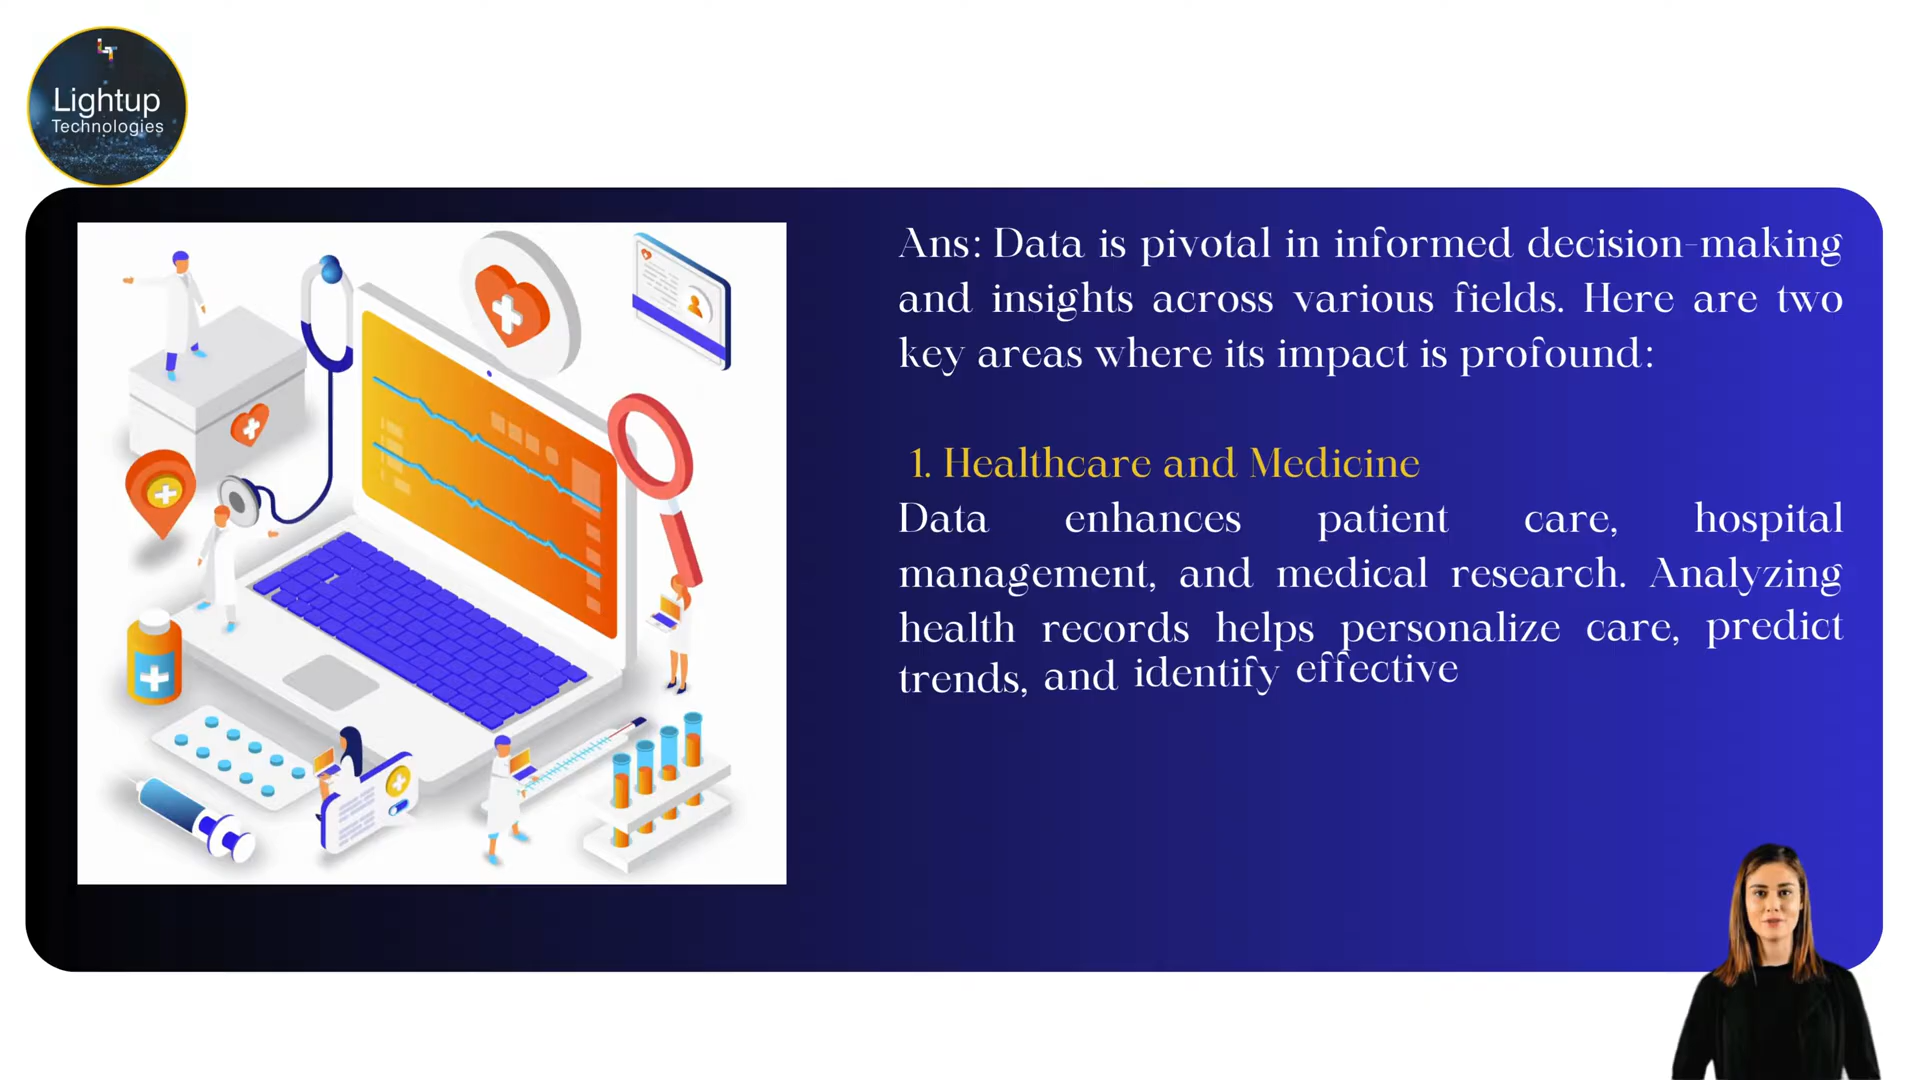 Lightup
Technologies
Ans: Data is pivotal in informed decision-making
and insights across various fields. Here are two
key areas where its impact is profound:
1. Healthcare and Medicine
Data enhances patient care, hospital
management, and medical research. Analyzing
health records helps personalize care, predict
trends, and identify effective